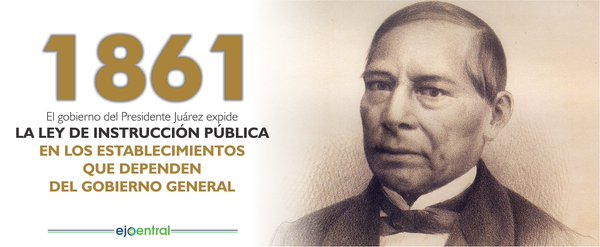 1861
El gobierno del Presidente Juárez expide
LA LEY DE INSTRUCCIÓN PÚBLICA
EN LOS ESTABLECIMIENTOS
QUE DEPENDEN
DEL GOBIERNO GENERAL
ejecentral